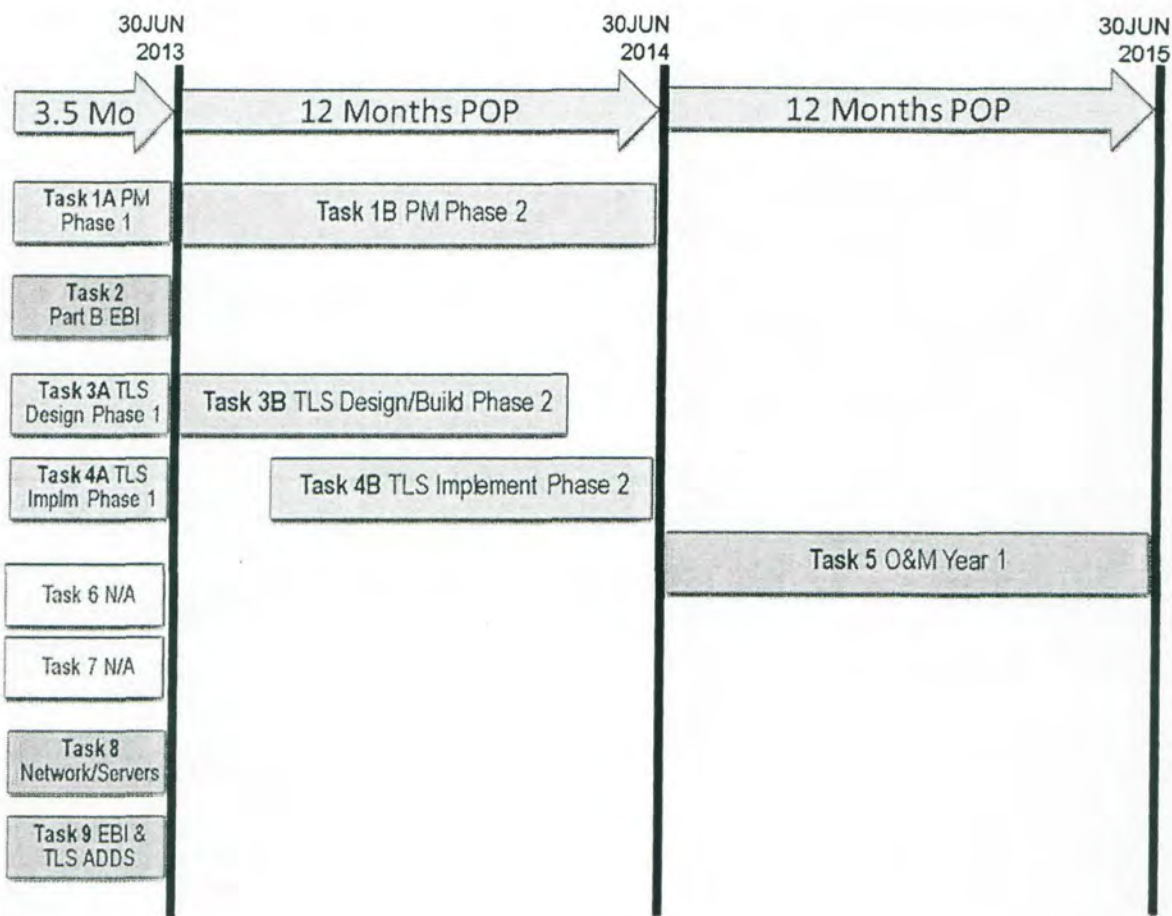 30JUN
2013
30JUN
2014
30JUN
2015
3.5 Mo
12 Months POP
12 Months POP
Task 1A PM
Phase 1
Task 1B PM Phase 2
Task 2
Part B EBI
Task 3A TLS
Design Phase 1
Task 3B TLS Design/Build Phase 2
Task 4A TLS
Implm Phase 1
Task 4B TLS Implement Phase 2
Task 5 O&M Year 1
Task 6 N/A
Task 7 N/A
Task 8
Network/Servers
Task 9 EBI &
TLS ADDS